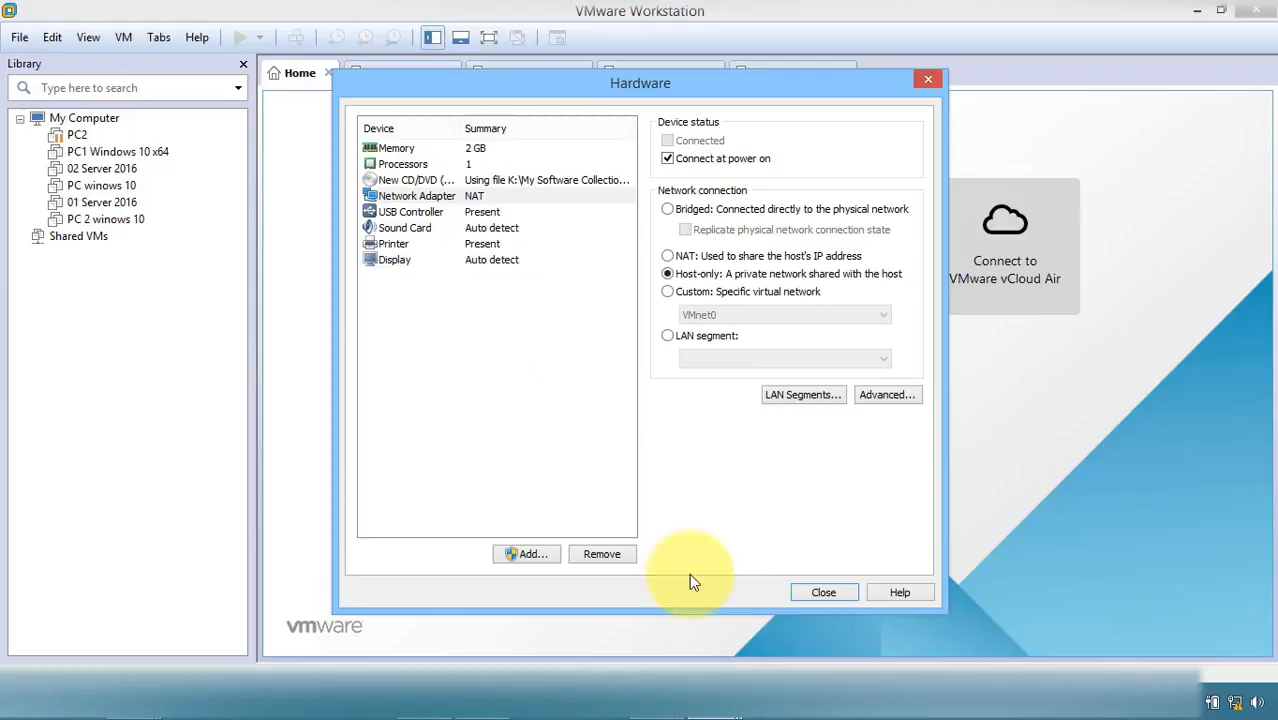 VMware Workstation
File Edit View VM Tabs Help
Library
Type here to search
My Computer
PC2
PC1 Windows 10 x64
02 Server 2016
PC winows 10
01 Server 2016
PC 2 winows 10
Shared VMs
Home
Hardware
Device Summary
Memory 2 GB
Processors 1
New CD/DVD (... Using file K:\My Software Collectio...
Network Adapter NAT
USB Controller Present
Sound Card Auto detect
Printer Present
Display Auto detect
Add... Remove
Device status
Connected
Connect at power on
Network connection
Bridged: Connected directly to the physical network
Replicate physical network connection state
NAT: Used to share the host's IP address
Host-only: A private network shared with the host
Custom: Specific virtual network
VMnet0
LAN segment:
LAN Segments... Advanced...
Close Help
Connect to
VMware vCloud Air
vmware